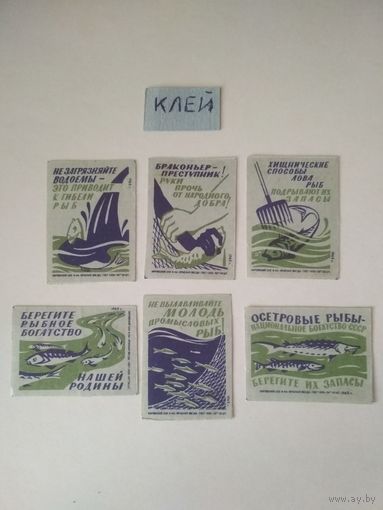 КЛЕЙ
НЕ ЗАГРЯЗНЯЙТЕ
ВОДОЕМЫ –
ЭТО ПРИВОДИТ
К ГИБЕЛИ
РЫБ
БРАКОНЬЕР –
ПРЕСТУПНИК!
РУКИ
ПРОЧЬ
ОТ НАРОДНОГО
ДОБРА!
ХИЩНИЧЕСКИЕ
СПОСОБЫ
ЛОВА
РЫБ
ПОДРЫВАЮТ ИХ
ЗАПАСЫ
БЕРЕГИТЕ
РЫБНОЕ
БОГАТСТВО
НАШЕЙ
РОДИНЫ
НЕ ВЫЛАВЛИВАЙТЕ
МОЛОДЬ
ПРОМЫСЛОВЫХ
РЫБ!
ОСЕТРОВЫЕ РЫБЫ-
НАЦИОНАЛЬНОЕ БОГАТСТВО СССР
БЕРЕГИТЕ ИХ ЗАПАСЫ
ay.by